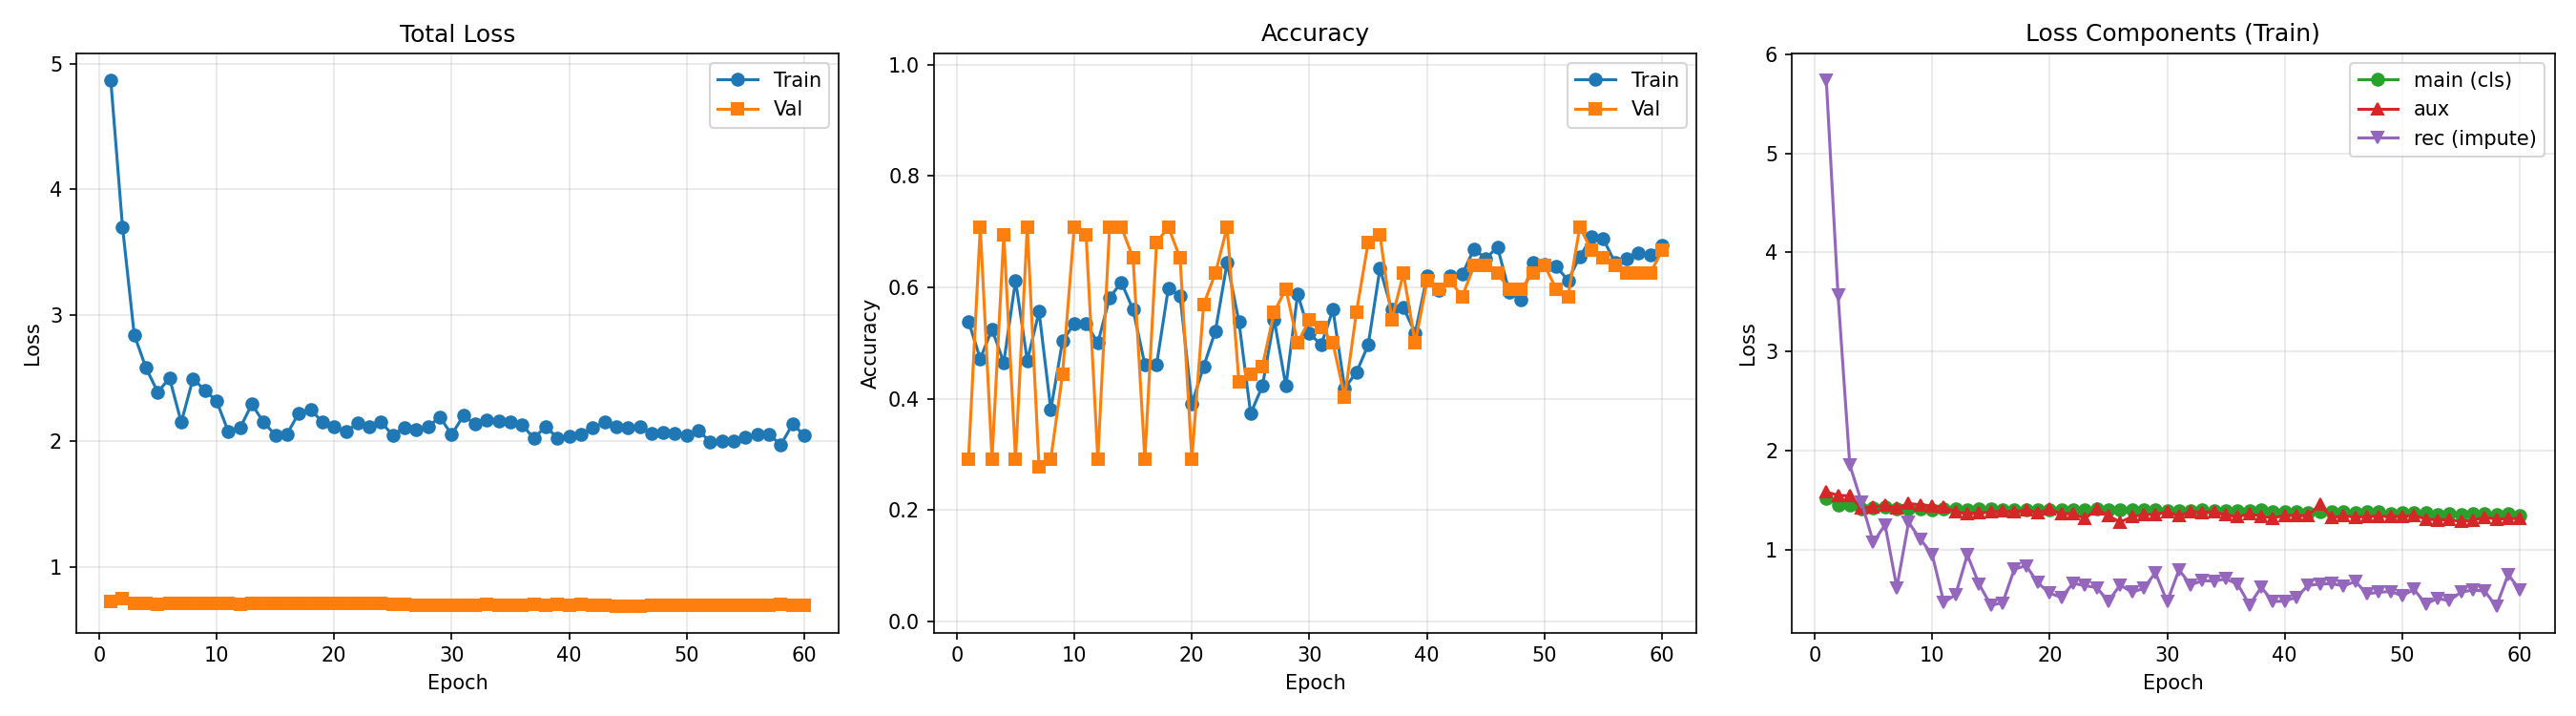 Total Loss
5
4
3
2
1
Loss
0 10 20 30 40 50 60
Epoch
Train
Val
Accuracy
1.0
0.8
0.6
0.4
0.2
0.0
Accuracy
0 10 20 30 40 50 60
Epoch
Train
Val
Loss Components (Train)
6
5
4
3
2
1
Loss
0 10 20 30 40 50 60
Epoch
main (cls)
aux
rec (impute)